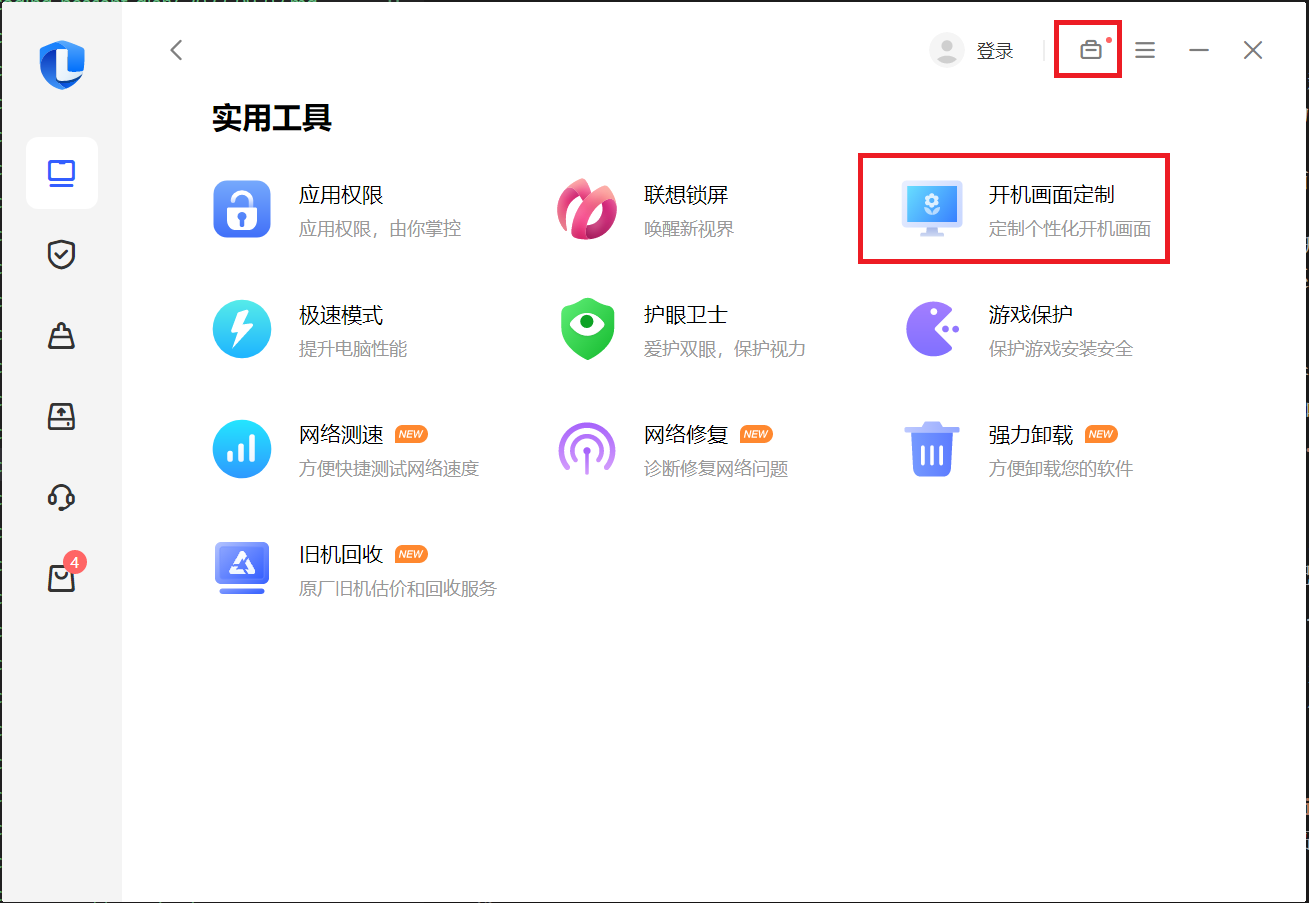 登录
实用工具
应用权限
应用权限，由你掌控
联想锁屏
唤醒新视界
开机画面定制
定制个性化开机画面
极速模式
提升电脑性能
护眼卫士
爱护双眼，保护视力
游戏保护
保护游戏安装安全
网络测速 NEW
方便快捷测试网络速度
网络修复 NEW
诊断修复网络问题
强力卸载 NEW
方便卸载您的软件
旧机回收 NEW
原厂旧机估价和回收服务
4